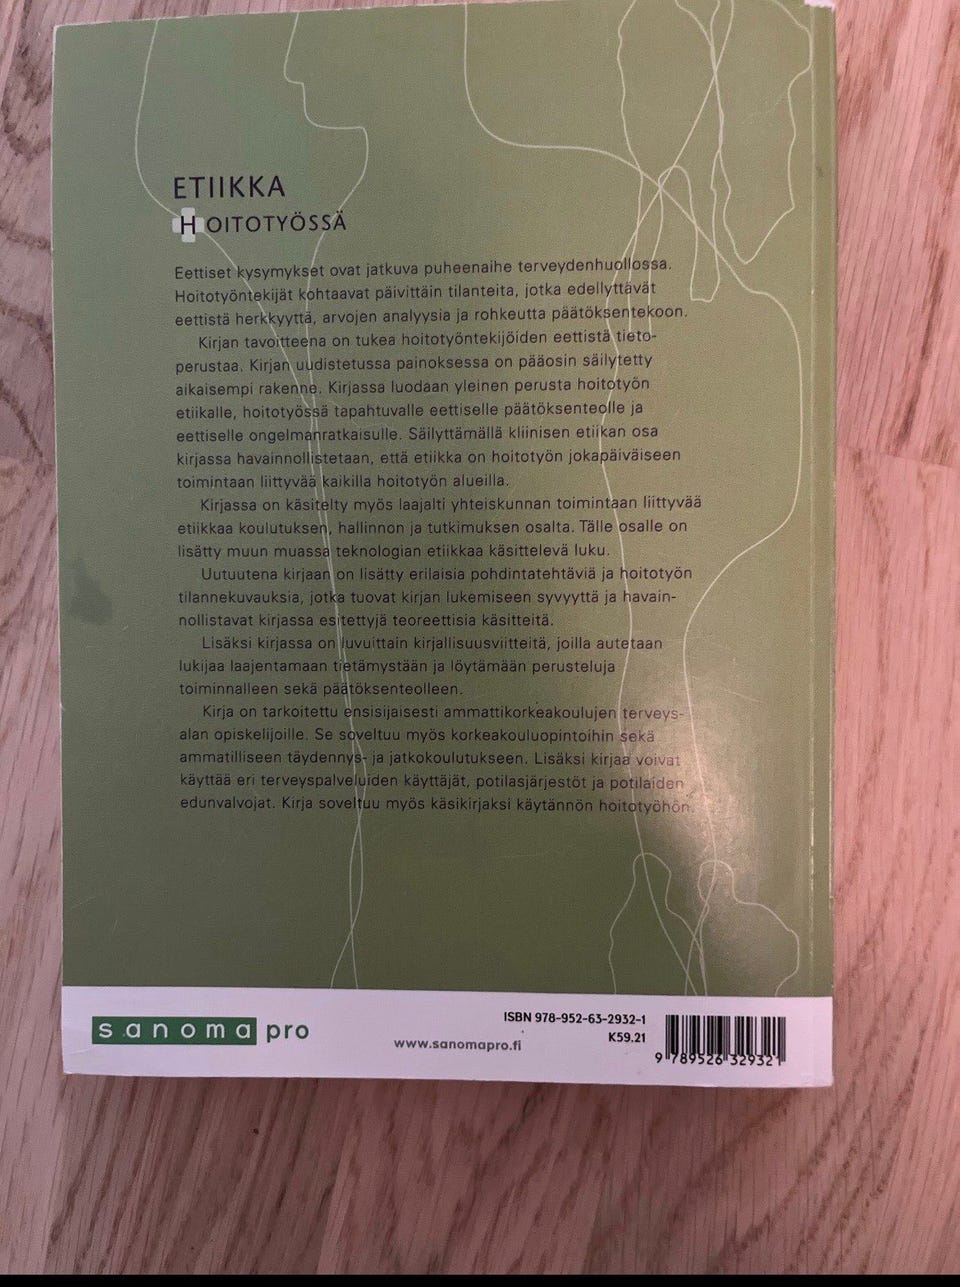 ETIIKKA
HOITOTYÖSSÄ
Eettiset kysymykset ovat jatkuva puheenaihe terveydenhuollossa.
Hoitotyöntekijät kohtaavat päivittäin tilanteita, jotka edellyttävät
eettistä herkkyyttä, arvojen analyysia ja rohkeutta päätöksentekoon.
Kirjan tavoitteena on tukea hoitotyöntekijöiden eettistä tieto-
perustaa. Kirjan uudistetussa painoksessa on pääosin säilytetty
aikaisempi rakenne. Kirjassa luodaan yleinen perusta hoitotyön
etiikalle, hoitotyössä tapahtuvalle eettiselle päätöksenteolle ja
eettiselle ongelmanratkaisulle. Säilyttämällä kliinisen etiikan osa
kirjassa havainnollistetaan, että etiikka on hoitotyön jokapäiväiseen
toimintaan liittyvää kaikilla hoitotyön alueilla.
Kirjassa on käsitelty myös laajalti yhteiskunnan toimintaan liittyvää
etiikkaa koulutuksen, hallinnon ja tutkimuksen osalta. Tälle osalle on
lisätty muun muassa teknologian etiikkaa käsittelevä luku.
Uutuutena kirjaan on lisätty erilaisia pohdintatehtäviä ja hoitotyön
tilannekuvauksia, jotka tuovat kirjan lukemiseen syvyyttä ja havain-
nollistavat kirjassa esitettyjä teoreettisia käsitteitä.
Lisäksi kirjassa on luvuittain kirjallisuusviitteitä, joilla autetaan
lukijaa laajentamaan tietämystään ja löytämään perusteluja
toiminnalleen sekä päätöksenteolleen.
Kirja on tarkoitettu ensisijaisesti ammattikorkeakoulujen terveys-
alan opiskelijoille. Se soveltuu myös korkeakouluopintoihin sekä
ammatilliseen täydennys- ja jatkokoulutukseen. Lisäksi kirjaa voivat
käyttää eri terveyspalveluiden käyttäjät, potilasjärjestöt ja potilaiden
edunvalvojat. Kirja soveltuu myös käsikirjaksi käytännön hoitotyöhön.
sanoma pro
www.sanomapro.fi
ISBN 978-952-63-2932-1
K59.21
9 789526 329321